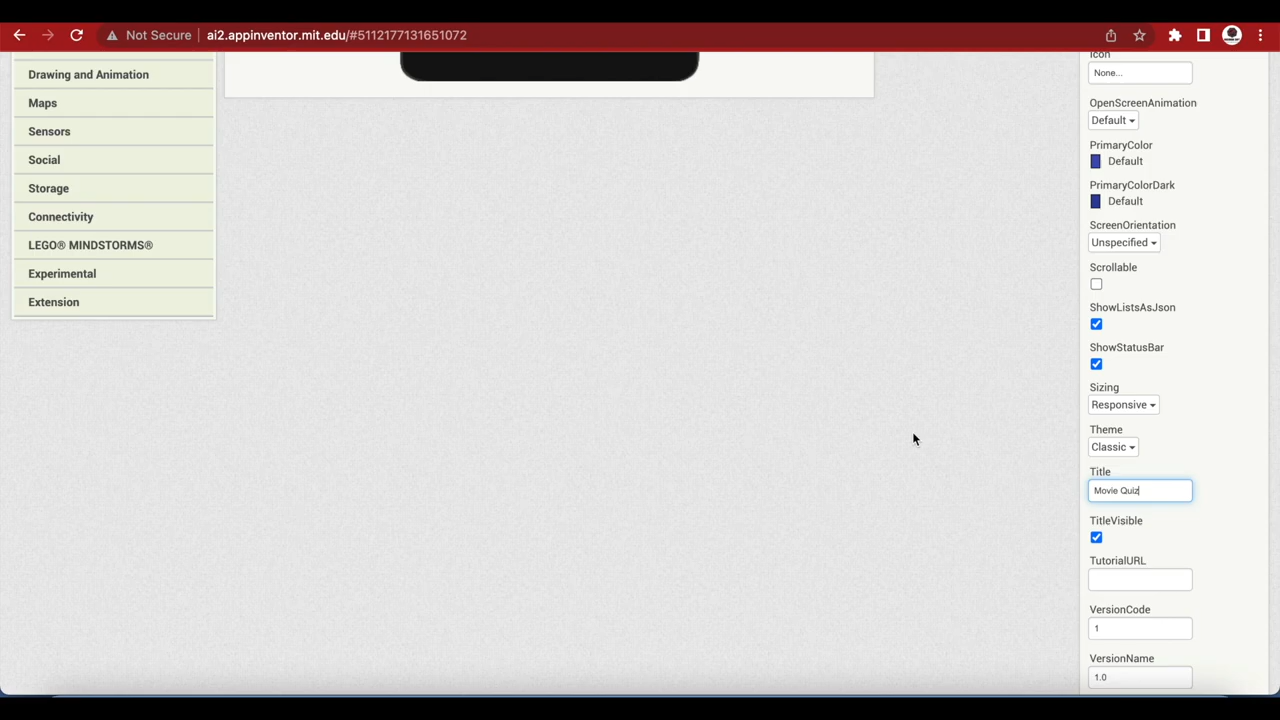 Not Secure ai2.appinventor.mit.edu/#5112177131651072
Drawing and Animation
Maps
Sensors
Social
Storage
Connectivity
LEGO® MINDSTORMS®
Experimental
Extension
Icon
None...
OpenScreenAnimation
Default
PrimaryColor
Default
PrimaryColorDark
Default
ScreenOrientation
Unspecified
Scrollable
ShowListsAsJson
ShowStatusBar
Sizing
Responsive
Theme
Classic
Title
Movie Quiz
TitleVisible
TutorialURL
VersionCode
1
VersionName
1.0